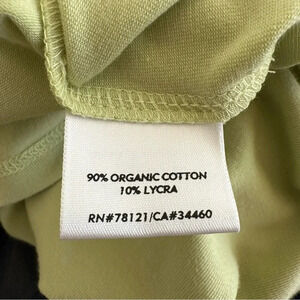 90% ORGANIC COTTON
10% LYCRA
RN#78121/CA#34460